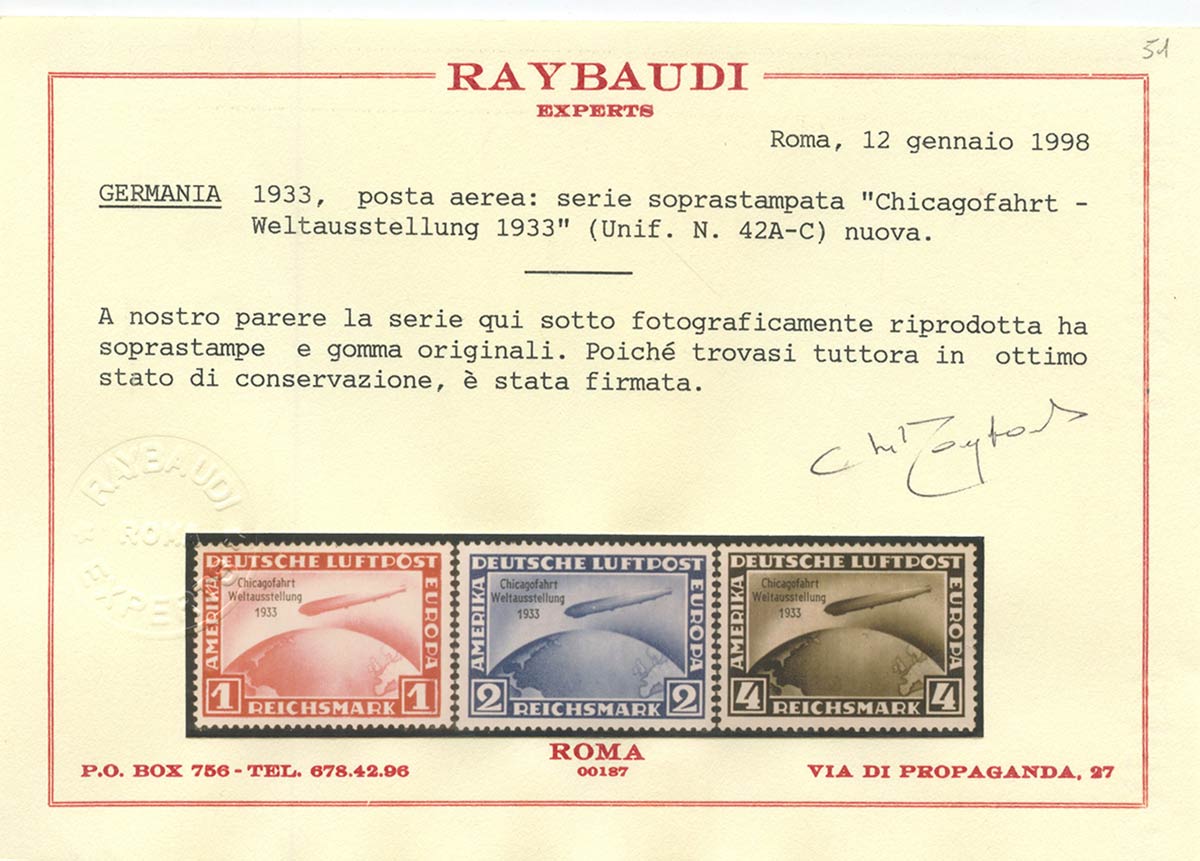 51
RAYBAUDI
EXPERTS
Roma, 12 gennaio 1998
GERMANIA 1933, posta aerea: serie soprastampata "Chicagofahrt -
Weltausstellung 1933" (Unif. N. 42A-C) nuova.
A nostro parere la serie qui sotto fotograficamente riprodotta ha
soprastampe e gomma originali. Poiché trovasi tuttora in ottimo
stato di conservazione, è stata firmata.
RAYBAUDI
ROMA
EXPERTS
DEUTSCHE LUFTPOST
AMERIKA
EUROPA
Chicagofahrt
Weltausstellung
1933
1 REICHSMARK 1
DEUTSCHE LUFTPOST
AMERIKA
EUROPA
Chicagofahrt
Weltausstellung
1933
2 REICHSMARK 2
DEUTSCHE LUFTPOST
AMERIKA
EUROPA
Chicagofahrt
Weltausstellung
1933
4 REICHSMARK 4
ROMA
00187
P.O. BOX 756 - TEL. 678.42.96
VIA DI PROPAGANDA, 27